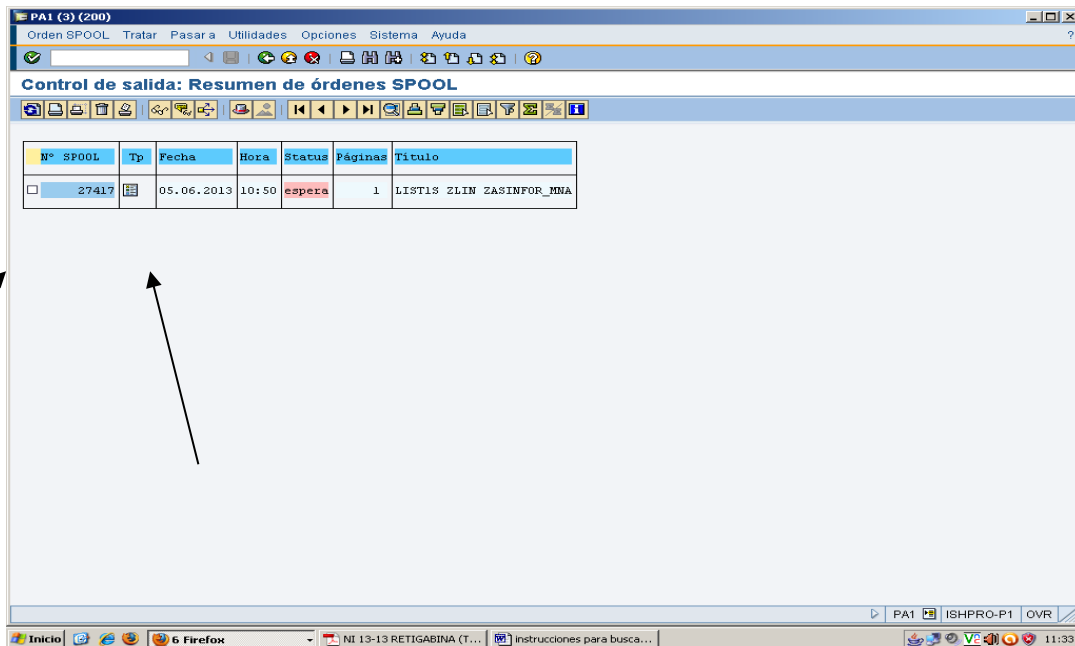 PA1 (3) (200)
Orden SPOOL Tratar Pasar a Utilidades Opciones Sistema Ayuda ?
Control de salida: Resumen de órdenes SPOOL
Nº SPOOL Tp Fecha Hora Status Páginas Título
27417 05.06.2013 10:50 espera 1 LIST1S ZLIN ZASINFOR_MNA
PA1 ISHPRO-P1 OVR
Inicio 6 Firefox NI 13-13 RETIGABINA (T... instrucciones para busca... V2 11:33